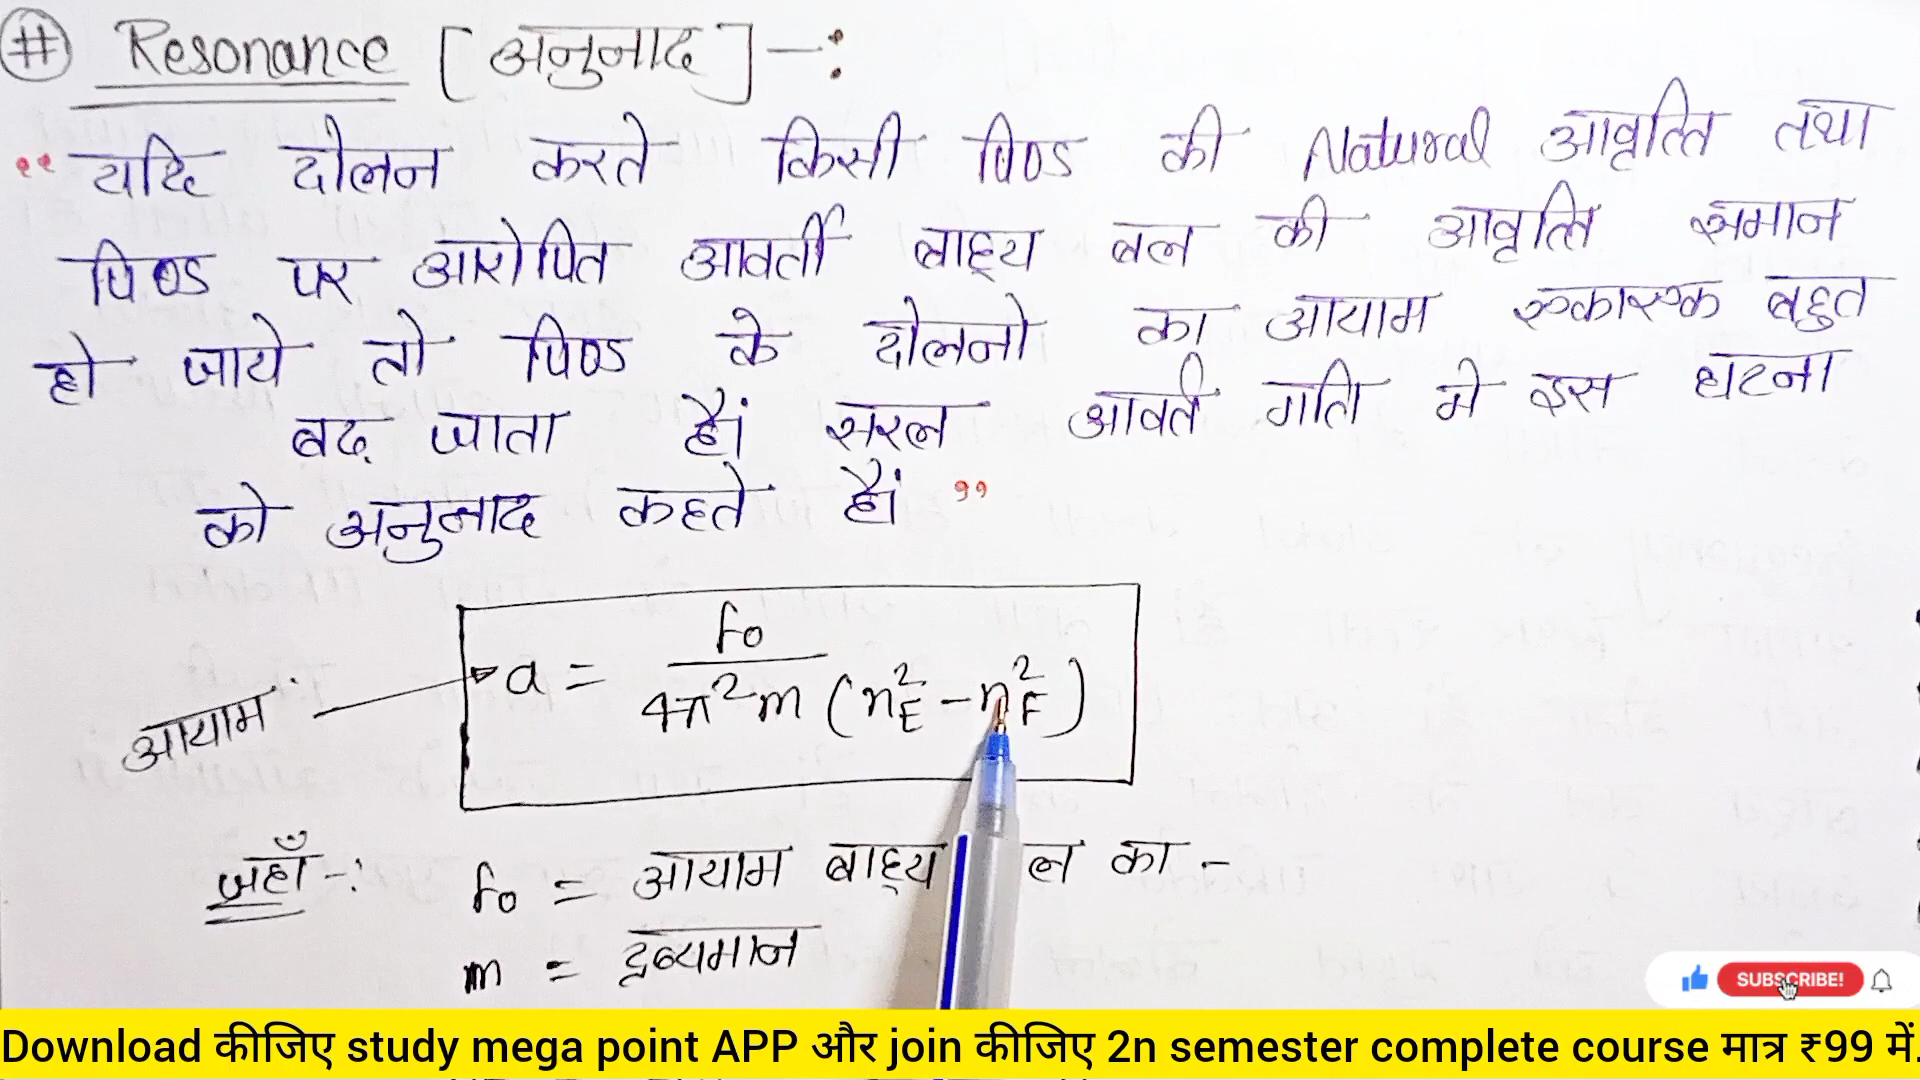 # Resonance [अनुनाद] -:
“ यदि दोलन करते किसी पिण्ड की Natural आवृत्ति तथा
पिण्ड पर आरोपित आवर्ती बाह्य बल की आवृत्ति समान
हो जाये तो पिण्ड के दोलनो का आयाम एकाएक बहुत
बढ़ जाता है। सरल आवर्त गति मे इस घटना
को अनुनाद कहते है। ”
a = fo / 4π²m (n²E - n²F)
आयाम
जहाँ -: fo = आयाम बाह्य ल का -
m = द्रव्यमान
SUBSCRIBE!
Download कीजिए study mega point APP और join कीजिए 2n semester complete course मात्र ₹99 में.